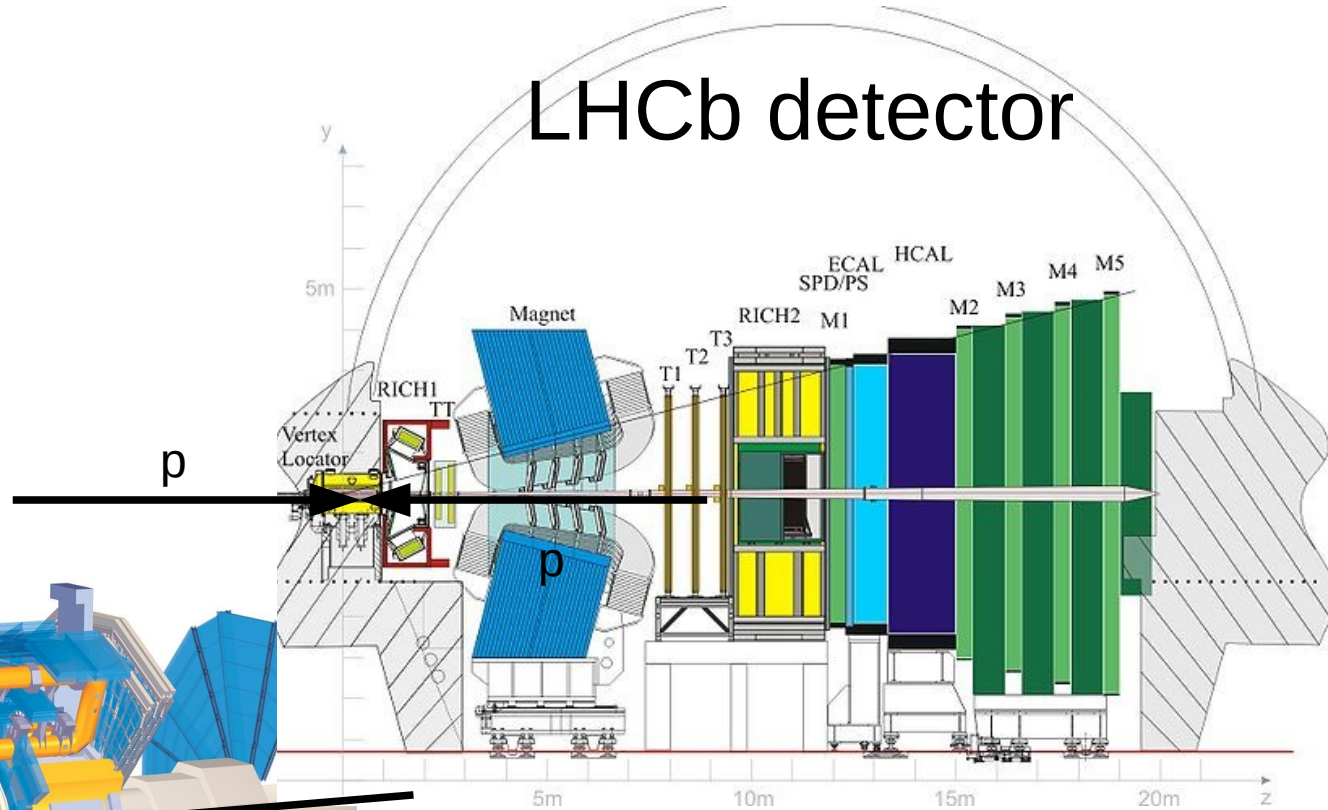 LHCb detector
y
5m
Magnet
RICH1
TT
Vertex
Locator
p
p
T1
T2
T3
RICH2
SPD/PS
ECAL
HCAL
M1
M2
M3
M4
M5
5m
10m
15m
20m
z